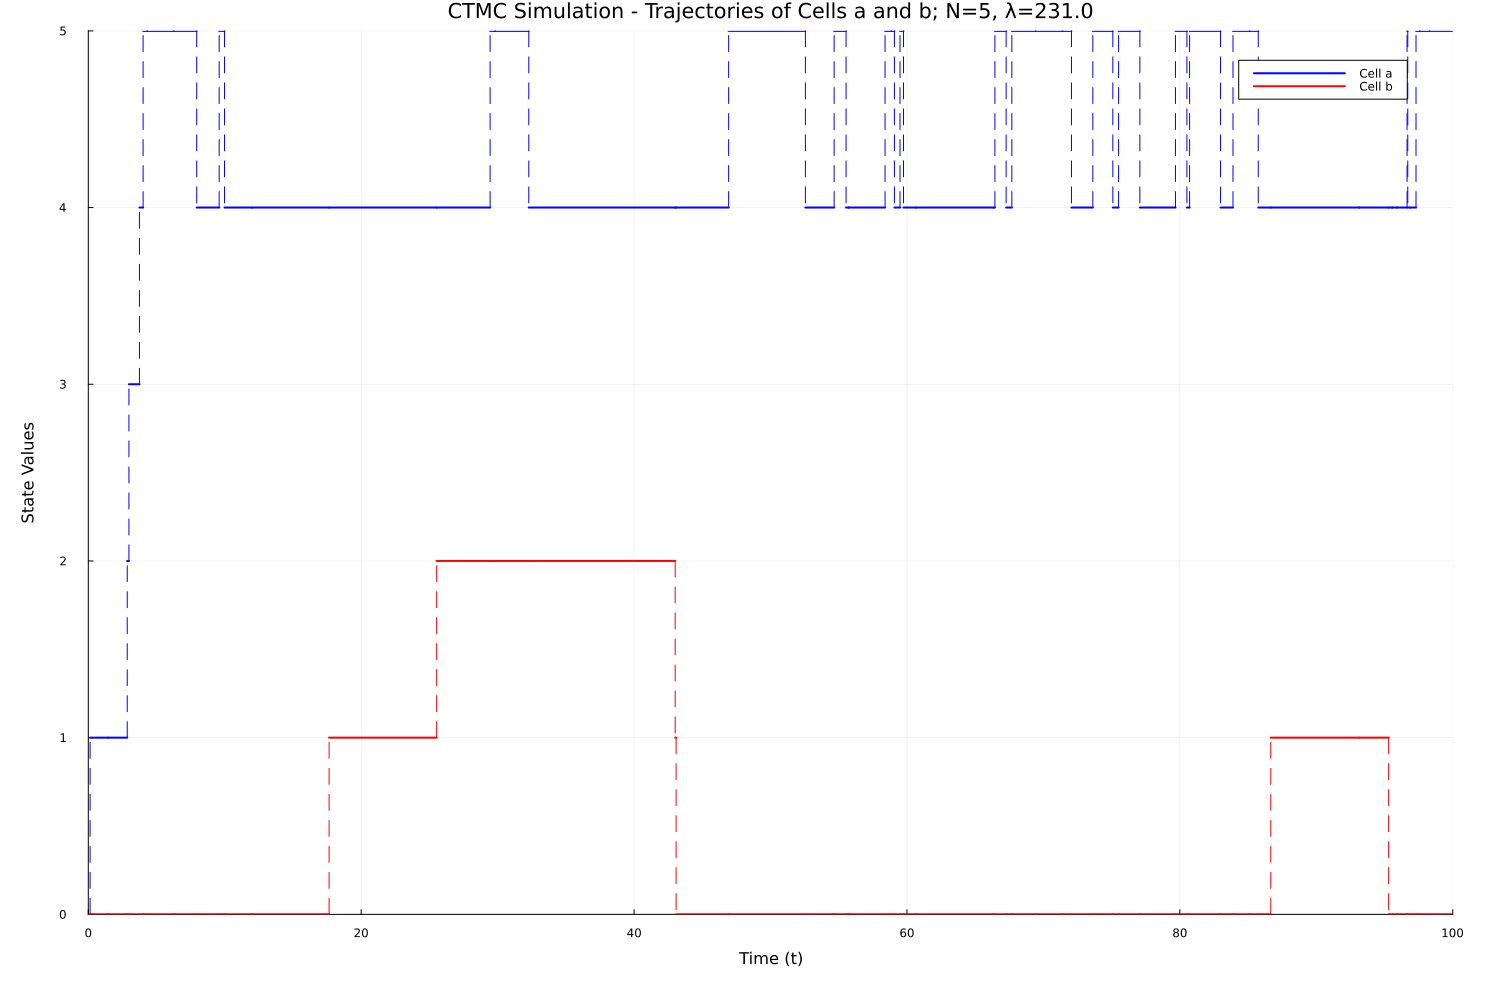 CTMC Simulation - Trajectories of Cells a and b; N=5, λ=231.0
5
Cell a
Cell b
4
3
State Values
2
1
0
0 20 40 60 80 100
Time (t)